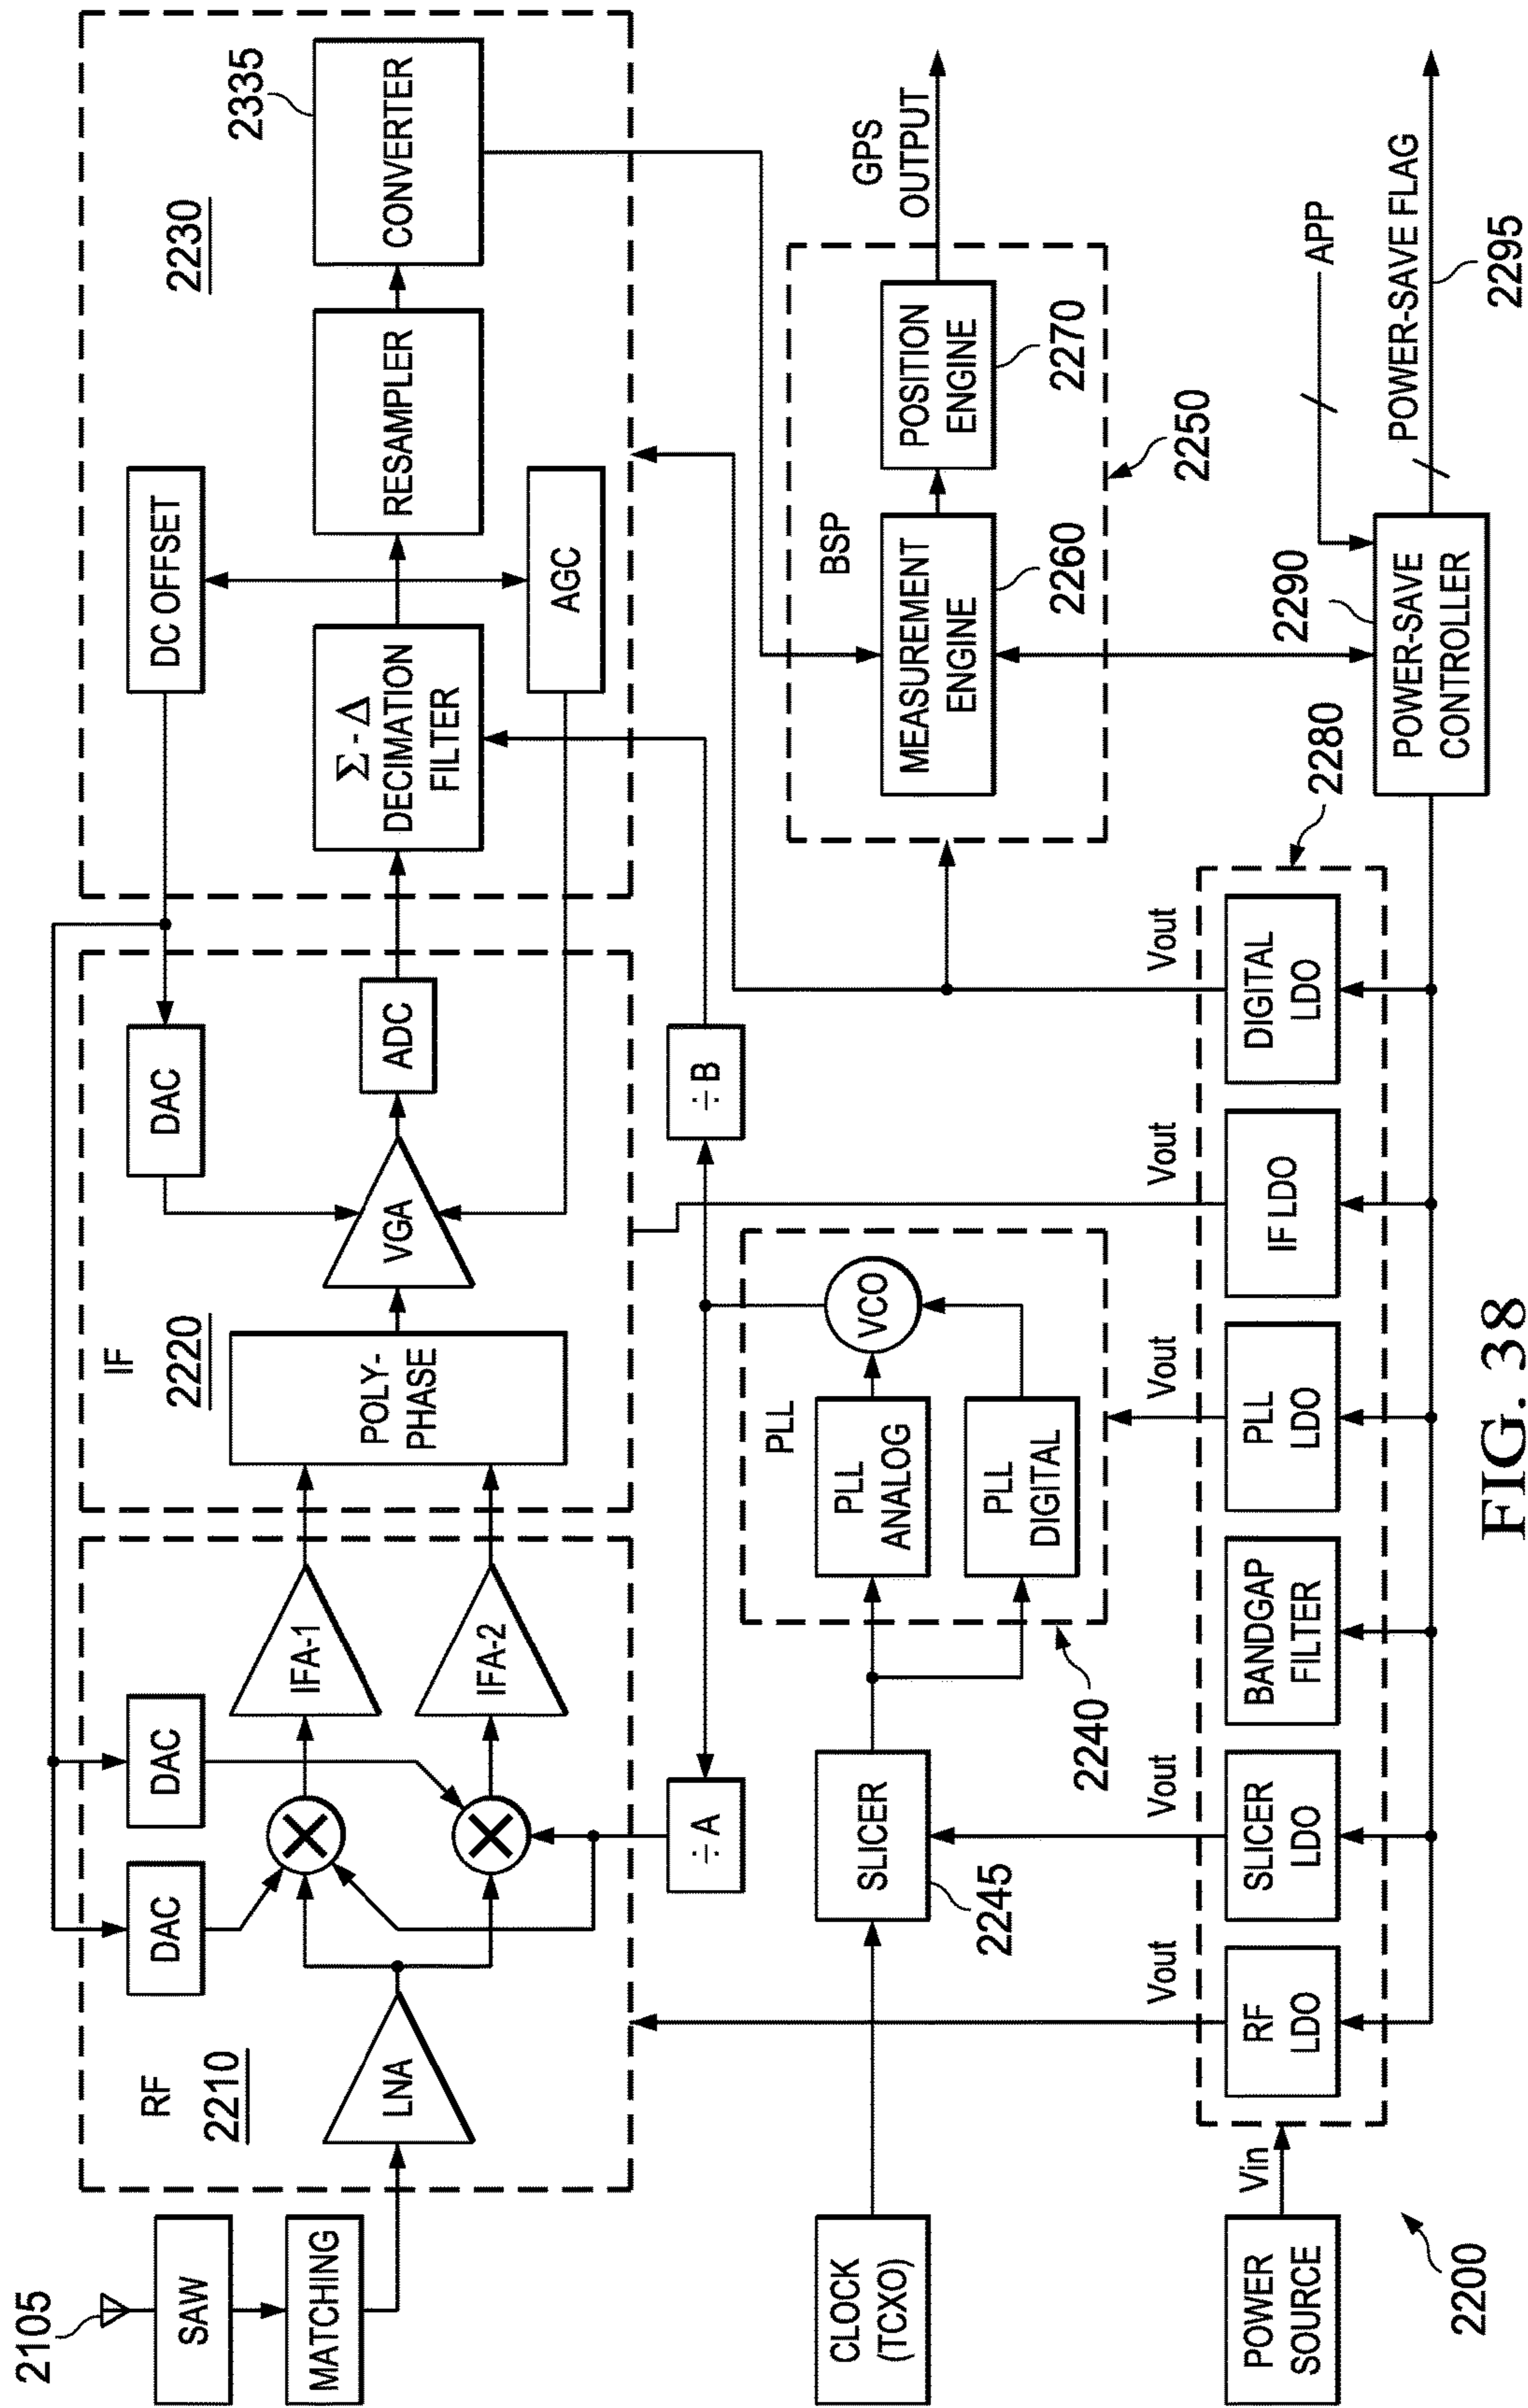 2105
SAW
MATCHING
RF
2210
LNA
DAC
DAC
IFA-1
IFA-2
IF
2220
POLY-
PHASE
VGA
DAC
ADC
2230
DC OFFSET
Σ - Δ
DECIMATION
FILTER
AGC
RESAMPLER
CONVERTER
2335
÷ A
÷ B
CLOCK
(TCXO)
SLICER
2245
PLL
PLL
ANALOG
PLL
DIGITAL
VCO
2240
BSP
MEASUREMENT
ENGINE
2260
POSITION
ENGINE
2270
2250
GPS
OUTPUT
POWER
SOURCE
Vin
Vout
RF
LDO
Vout
SLICER
LDO
BANDGAP
FILTER
Vout
PLL
LDO
Vout
IF LDO
Vout
DIGITAL
LDO
2280
2290
POWER-SAVE
CONTROLLER
APP
POWER-SAVE FLAG
2295
2200
FIG. 38